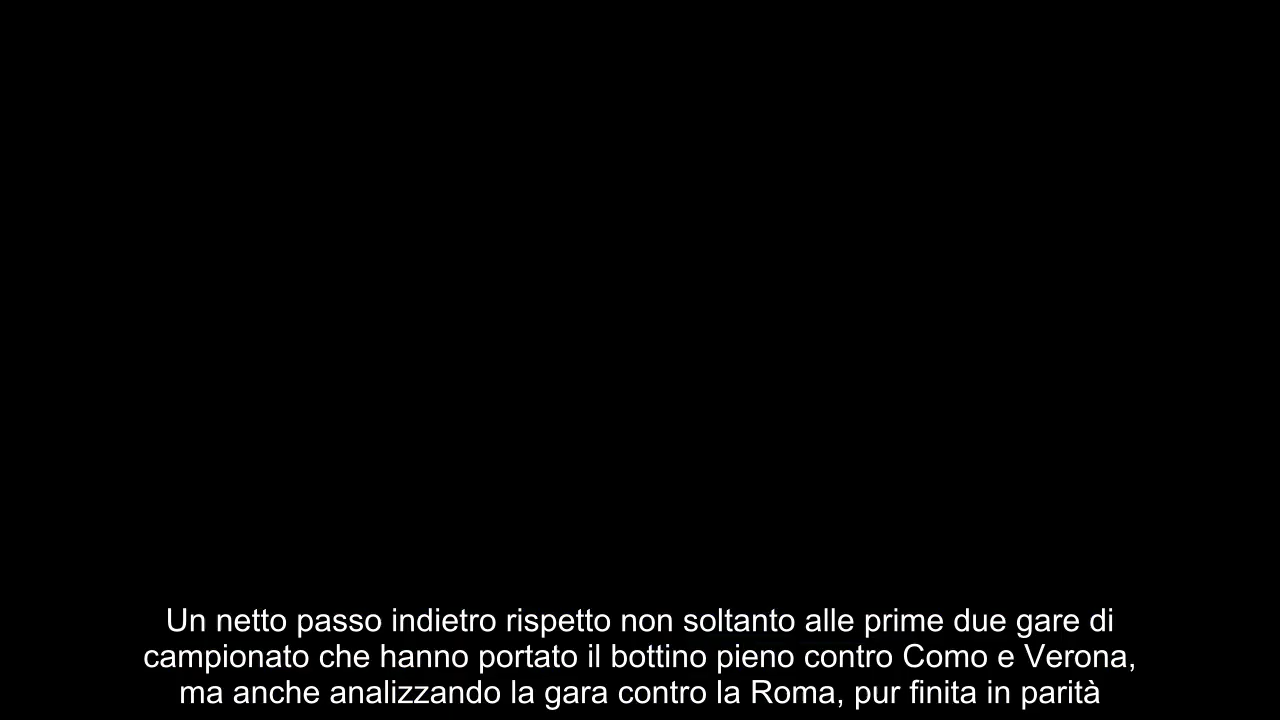 Un netto passo indietro rispetto non soltanto alle prime due gare di
campionato che hanno portato il bottino pieno contro Como e Verona,
ma anche analizzando la gara contro la Roma, pur finita in parità